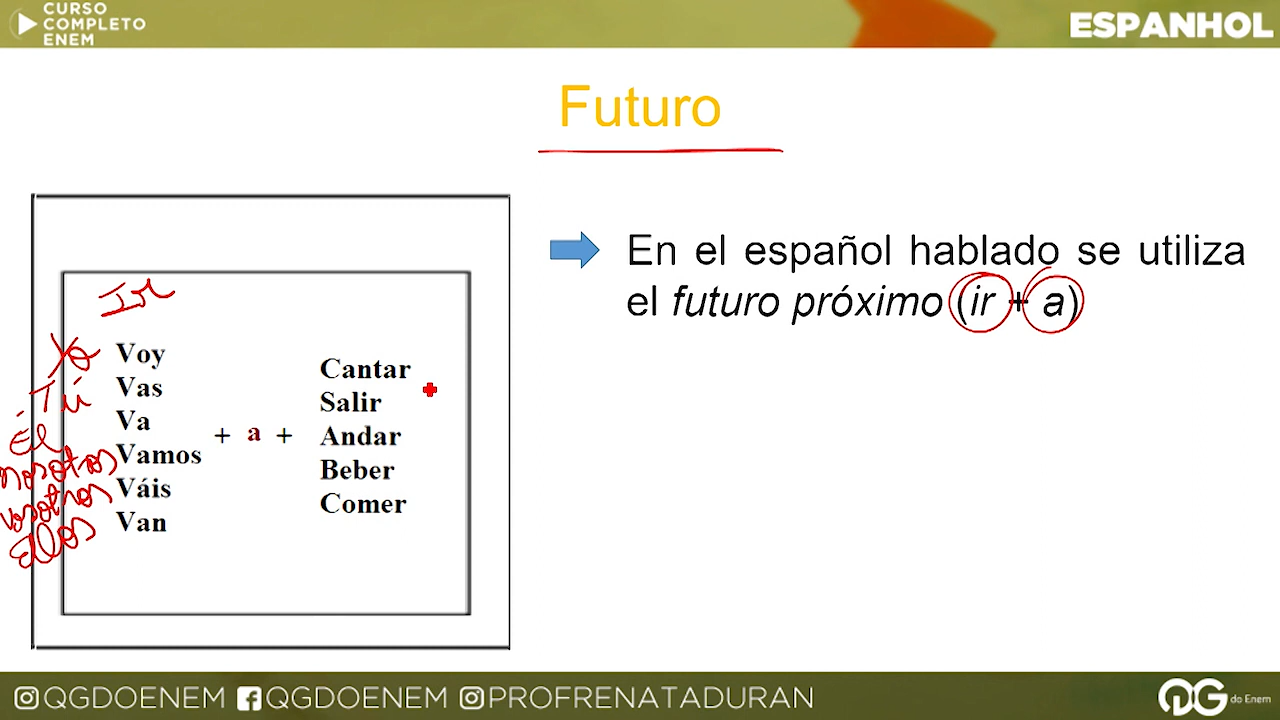 CURSO
COMPLETO
ENEM
ESPANHOL
Futuro
En el español hablado se utiliza
el futuro próximo (ir + a)
Ir
Yo Voy
Tú Vas
Él Va
nosotros Vamos
vosotros Váis
Ellos Van
+ a +
Cantar
Salir
Andar
Beber
Comer
@QGDOENEM @QGDOENEM @PROFRENATADURAN
QG do Enem